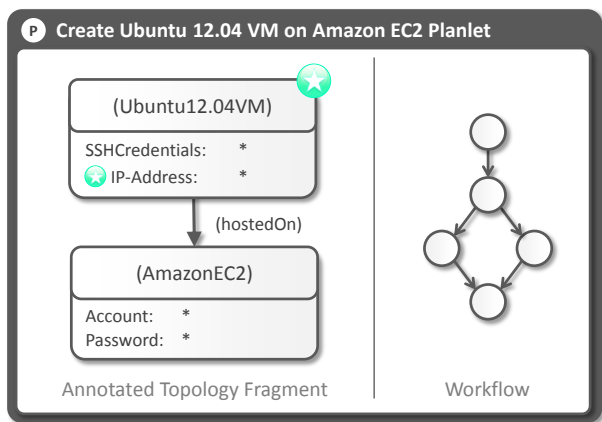 P Create Ubuntu 12.04 VM on Amazon EC2 Planlet
(Ubuntu12.04VM)
SSHCredentials: *
IP-Address: *
(hostedOn)
(AmazonEC2)
Account: *
Password: *
Annotated Topology Fragment
Workflow